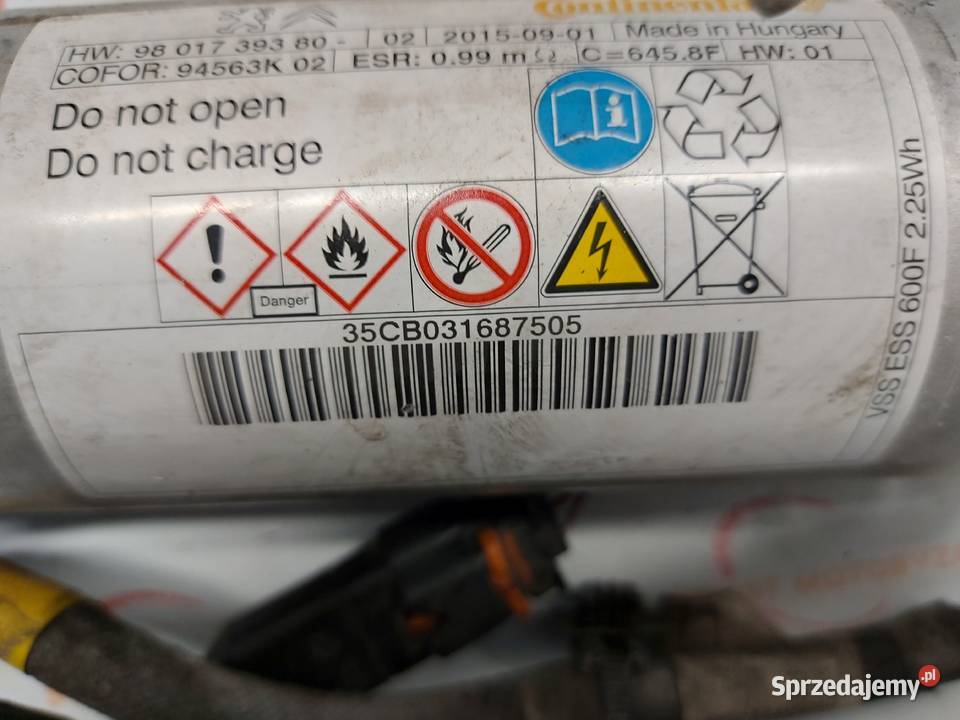 Continental
HW: 98 017 393 80 - 02 2015-09-01 Made in Hungary
COFOR: 94563K 02 ESR: 0.99 mΩ C=645.8F HW: 01
Do not open
Do not charge
Danger
35CB031687505
VSS ESS 600F 2.25Wh
Sprzedajemy.pl